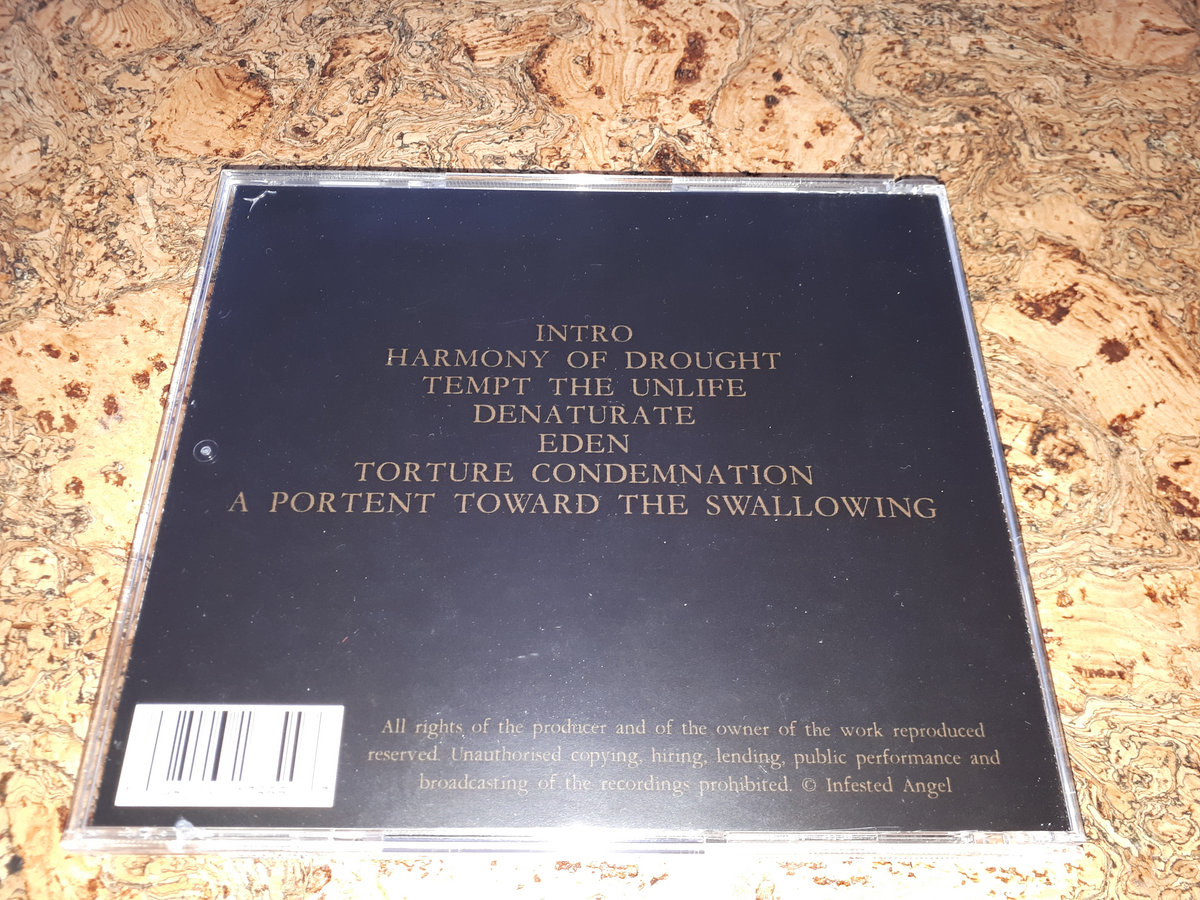 INTRO
HARMONY OF DROUGHT
TEMPT THE UNLIFE
DENATURATE
EDEN
TORTURE CONDEMNATION
A PORTENT TOWARD THE SWALLOWING
All rights of the producer and of the owner of the work reproduced
reserved. Unauthorised copying, hiring, lending, public performance and
broadcasting of the recordings prohibited. © Infested Angel